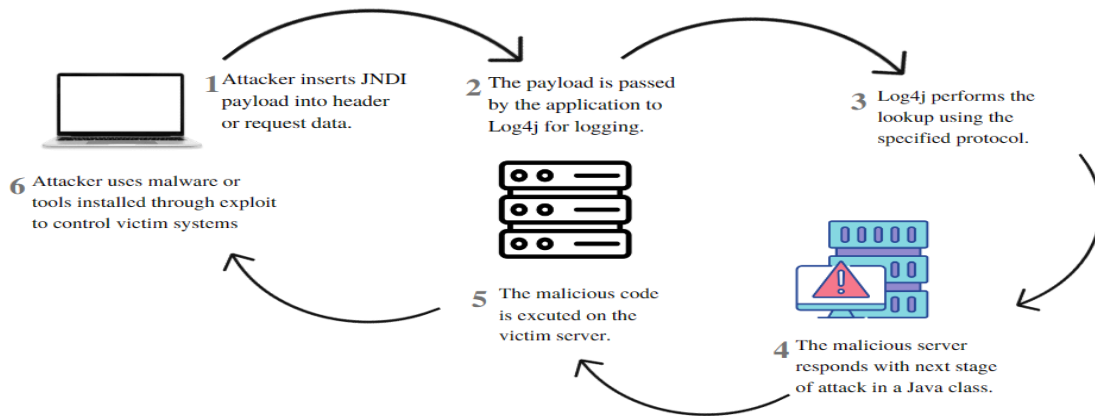 1 Attacker inserts JNDI
payload into header
or request data.
2 The payload is passed
by the application to
Log4j for logging.
3 Log4j performs the
lookup using the
specified protocol.
4 The malicious server
responds with next stage
of attack in a Java class.
5 The malicious code
is excuted on the
victim server.
6 Attacker uses malware or
tools installed through exploit
to control victim systems